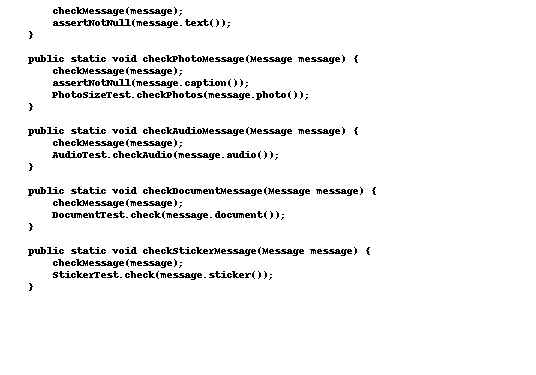 checkMessage(message);
        assertNotNull(message.text());
    }

    public static void checkPhotoMessage(Message message) {
        checkMessage(message);
        assertNotNull(message.caption());
        PhotoSizeTest.checkPhotos(message.photo());
    }

    public static void checkAudioMessage(Message message) {
        checkMessage(message);
        AudioTest.checkAudio(message.audio());
    }

    public static void checkDocumentMessage(Message message) {
        checkMessage(message);
        DocumentTest.check(message.document());
    }

    public static void checkStickerMessage(Message message) {
        checkMessage(message);
        StickerTest.check(message.sticker());
    }